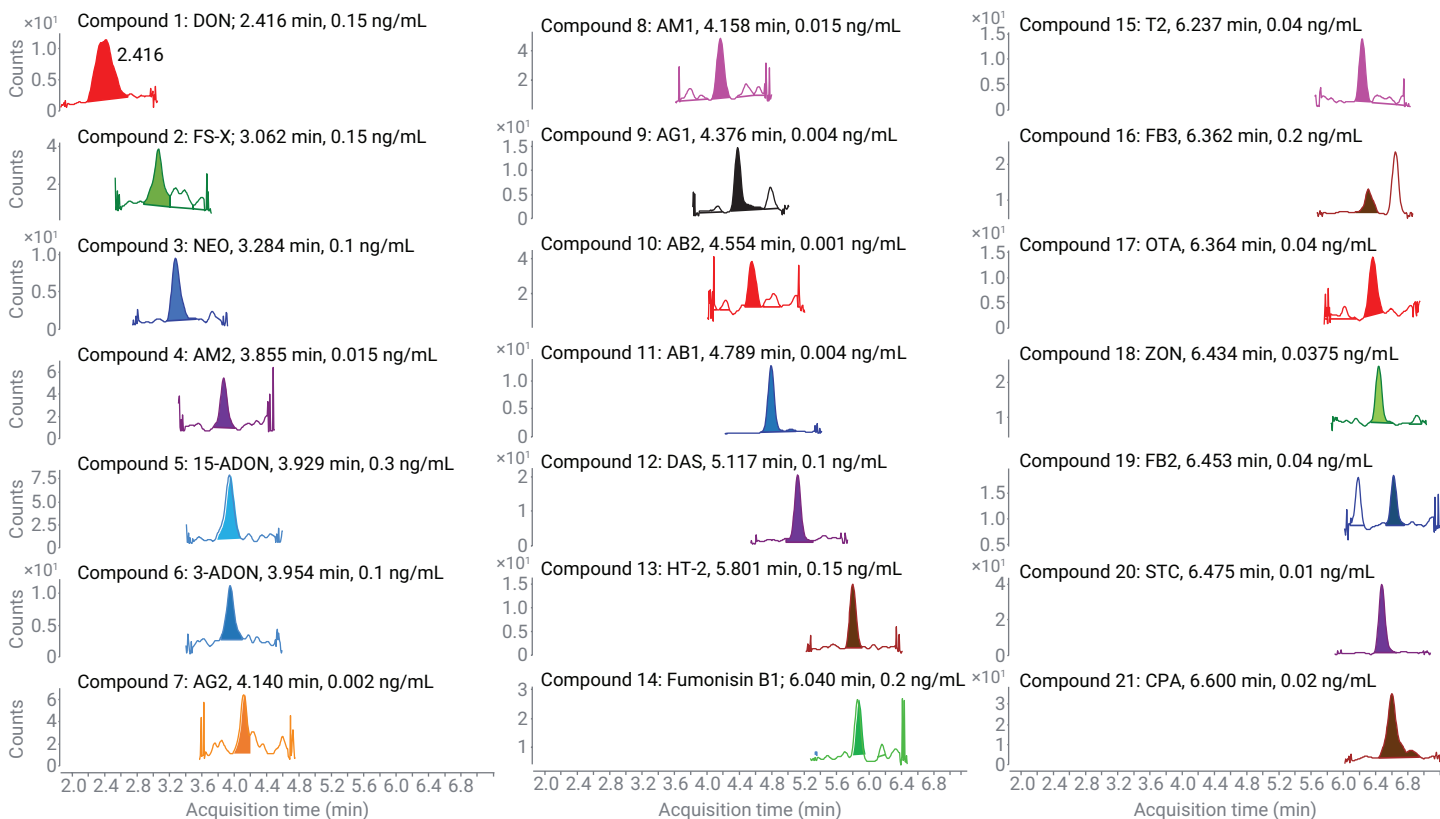 ×10¹ Compound 1: DON; 2.416 min, 0.15 ng/mL
Counts
1.0
0.5
0
2.416
Compound 2: FS-X; 3.062 min, 0.15 ng/mL
Counts
4
2
×10¹
Compound 3: NEO, 3.284 min, 0.1 ng/mL
Counts
1.0
0.5
0
Compound 4: AM2, 3.855 min, 0.015 ng/mL
Counts
6
4
2
0
Compound 5: 15-ADON, 3.929 min, 0.3 ng/mL
Counts
7.5
5.0
2.5
0
×10¹
Compound 6: 3-ADON, 3.954 min, 0.1 ng/mL
Counts
1.0
0.5
0
Compound 7: AG2, 4.140 min, 0.002 ng/mL
Counts
6
4
2
0
2.0 2.4 2.8 3.2 3.6 4.0 4.4 4.8 5.2 5.6 6.0 6.4 6.8
Acquisition time (min)
Compound 8: AM1, 4.158 min, 0.015 ng/mL
4
2
×10¹
Compound 9: AG1, 4.376 min, 0.004 ng/mL
1.5
1.0
0.5
0
Compound 10: AB2, 4.554 min, 0.001 ng/mL
4
2
×10¹
Compound 11: AB1, 4.789 min, 0.004 ng/mL
1.0
0.5
0
×10¹
Compound 12: DAS, 5.117 min, 0.1 ng/mL
2
1
0
×10¹
Compound 13: HT-2, 5.801 min, 0.15 ng/mL
1.5
1.0
0.5
0
Compound 14: Fumonisin B1; 6.040 min, 0.2 ng/mL
3
2
1
2.0 2.4 2.8 3.2 3.6 4.0 4.4 4.8 5.2 5.6 6.0 6.4 6.8
Acquisition time (min)
×10¹
Compound 15: T2, 6.237 min, 0.04 ng/mL
1.5
1.0
0.5
0
Compound 16: FB3, 6.362 min, 0.2 ng/mL
2
1
×10¹
Compound 17: OTA, 6.364 min, 0.04 ng/mL
1.5
1.0
0.5
0
Compound 18: ZON, 6.434 min, 0.0375 ng/mL
2
1
Compound 19: FB2, 6.453 min, 0.04 ng/mL
1.5
1.0
0.5
×10¹
Compound 20: STC, 6.475 min, 0.01 ng/mL
4
2
0
×10¹
Compound 21: CPA, 6.600 min, 0.02 ng/mL
3
2
1
0
2.0 2.4 2.8 3.2 3.6 4.0 4.4 4.8 5.2 5.6 6.0 6.4 6.8
Acquisition time (min)